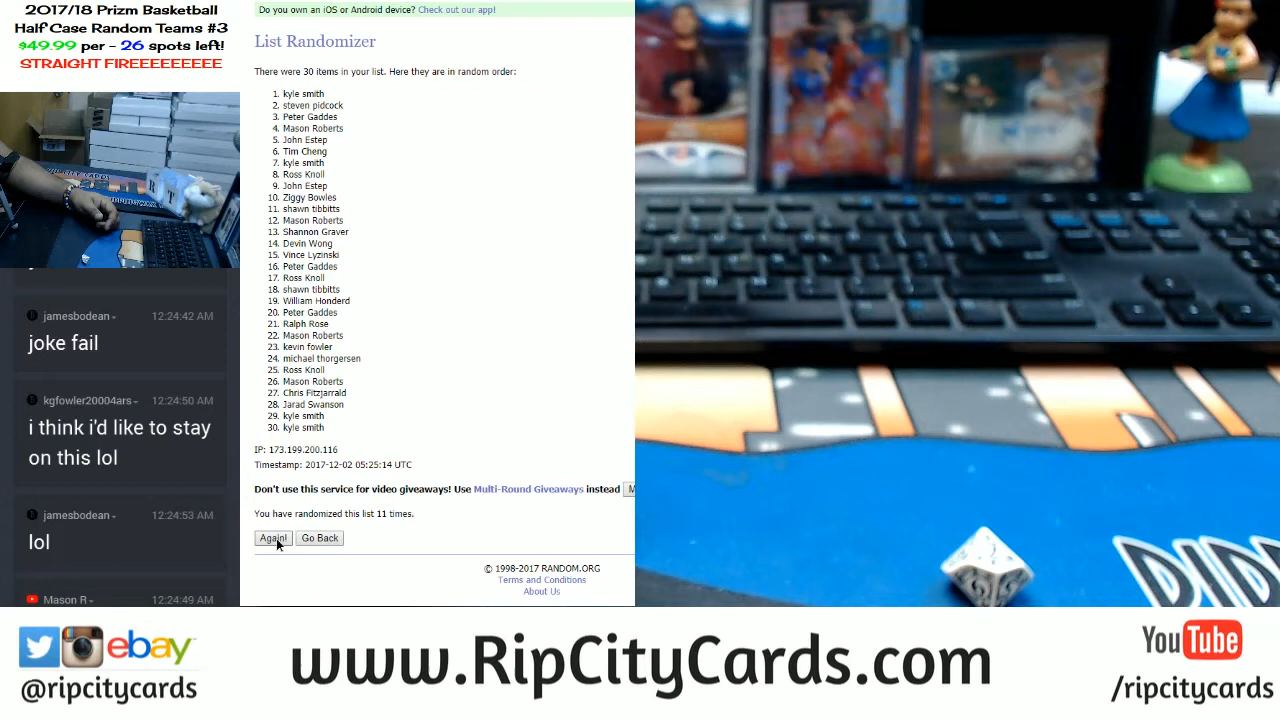 2017/18 Prizm Basketball
Half Case Random Teams #3
$49.99 per - 26 spots left!
STRAIGHT FIREEEEEEEEE
jamesbodean
12:24:42 AM
joke fail
kgfowler20004ars
12:24:50 AM
i think i'd like to stay
on this lol
jamesbodean
12:24:53 AM
lol
Mason R
12:24:49 AM
Do you own an iOS or Android device? Check out our app!
List Randomizer
There were 30 items in your list. Here they are in random order:
1. kyle smith
2. steven pidcock
3. Peter Gaddes
4. Mason Roberts
5. John Estep
6. Tim Cheng
7. kyle smith
8. Ross Knoll
9. John Estep
10. Ziggy Bowles
11. shawn tibbitts
12. Mason Roberts
13. Shannon Graver
14. Devin Wong
15. Vince Lyzinski
16. Peter Gaddes
17. Ross Knoll
18. shawn tibbitts
19. William Honderd
20. Peter Gaddes
21. Ralph Rose
22. Mason Roberts
23. kevin fowler
24. michael thorgersen
25. Ross Knoll
26. Mason Roberts
27. Chris Fitzjarrald
28. Jarad Swanson
29. kyle smith
30. kyle smith
IP: 173.199.200.116
Timestamp: 2017-12-02 05:25:14 UTC
Don't use this service for video giveaways! Use Multi-Round Giveaways instead
You have randomized this list 11 times.
Again!
Go Back
© 1998-2017 RANDOM.ORG
Terms and Conditions
About Us
ebay
@ripcitycards
www.RipCityCards.com
YouTube
/ripcitycards